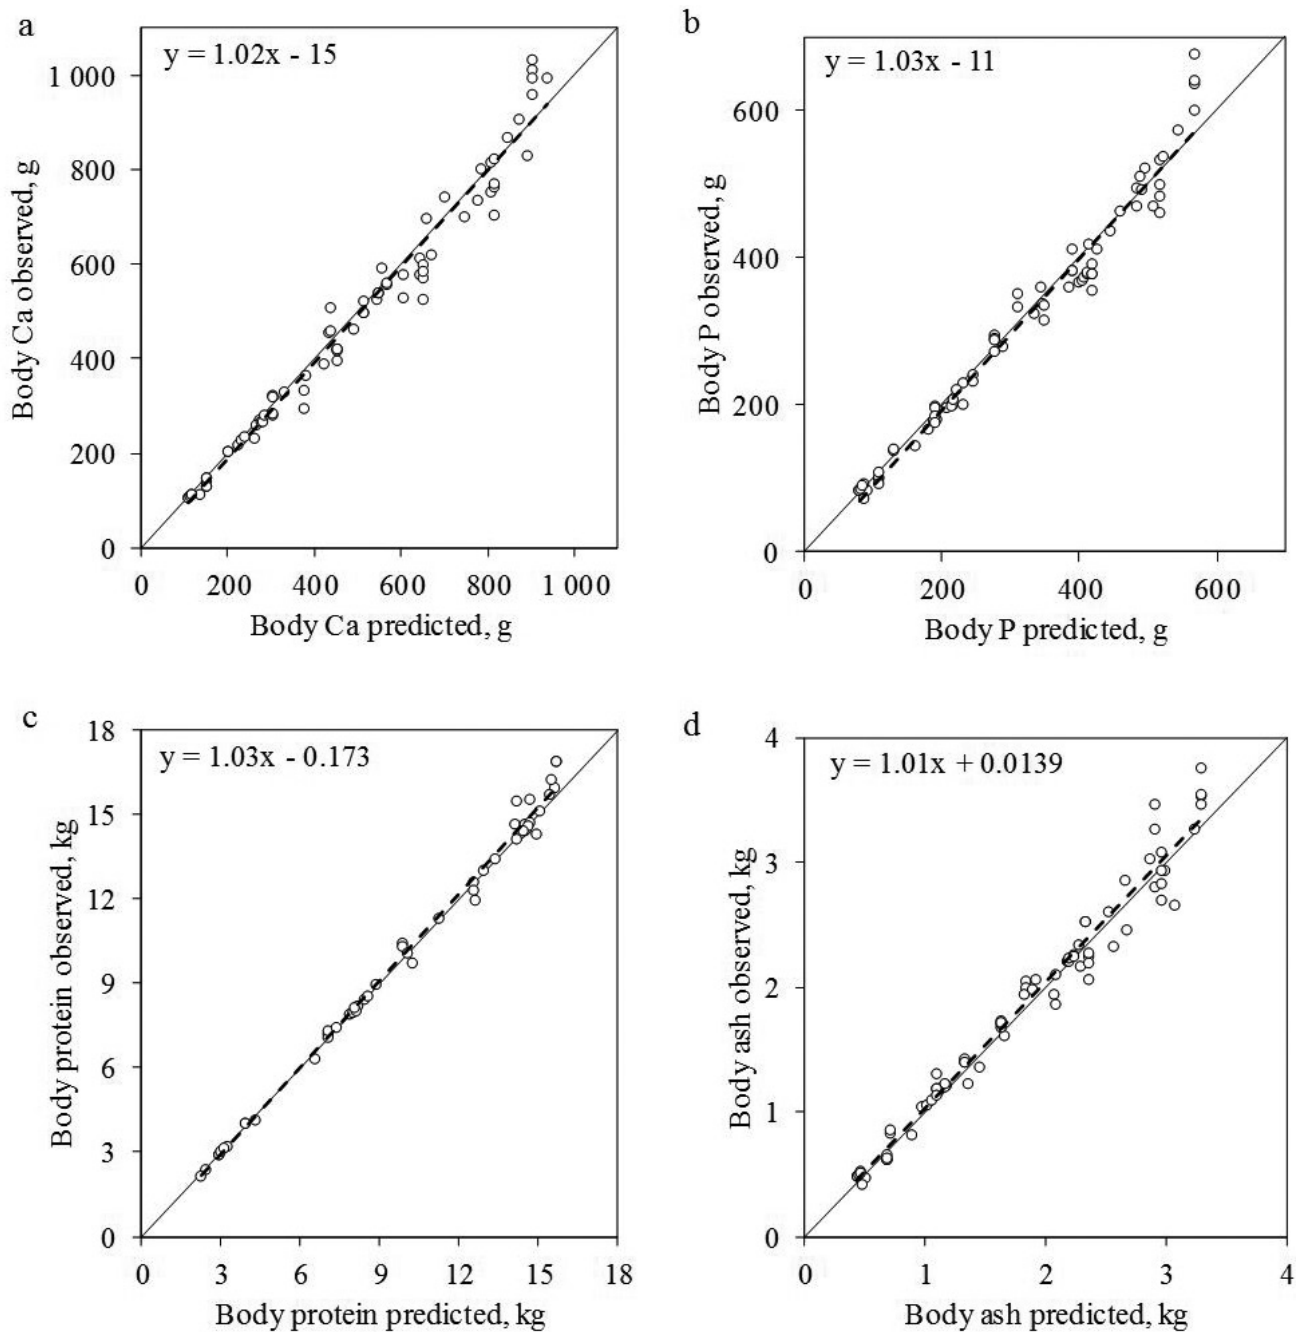 a
y = 1.02x - 15
1 000
800
600
400
200
0
0 200 400 600 800 1 000
Body Ca observed, g
Body Ca predicted, g
b
y = 1.03x - 11
600
400
200
0
0 200 400 600
Body P observed, g
Body P predicted, g
c
y = 1.03x - 0.173
18
15
12
9
6
3
0
0 3 6 9 12 15 18
Body protein observed, kg
Body protein predicted, kg
d
y = 1.01x + 0.0139
4
3
2
1
0
0 1 2 3 4
Body ash observed, kg
Body ash predicted, kg